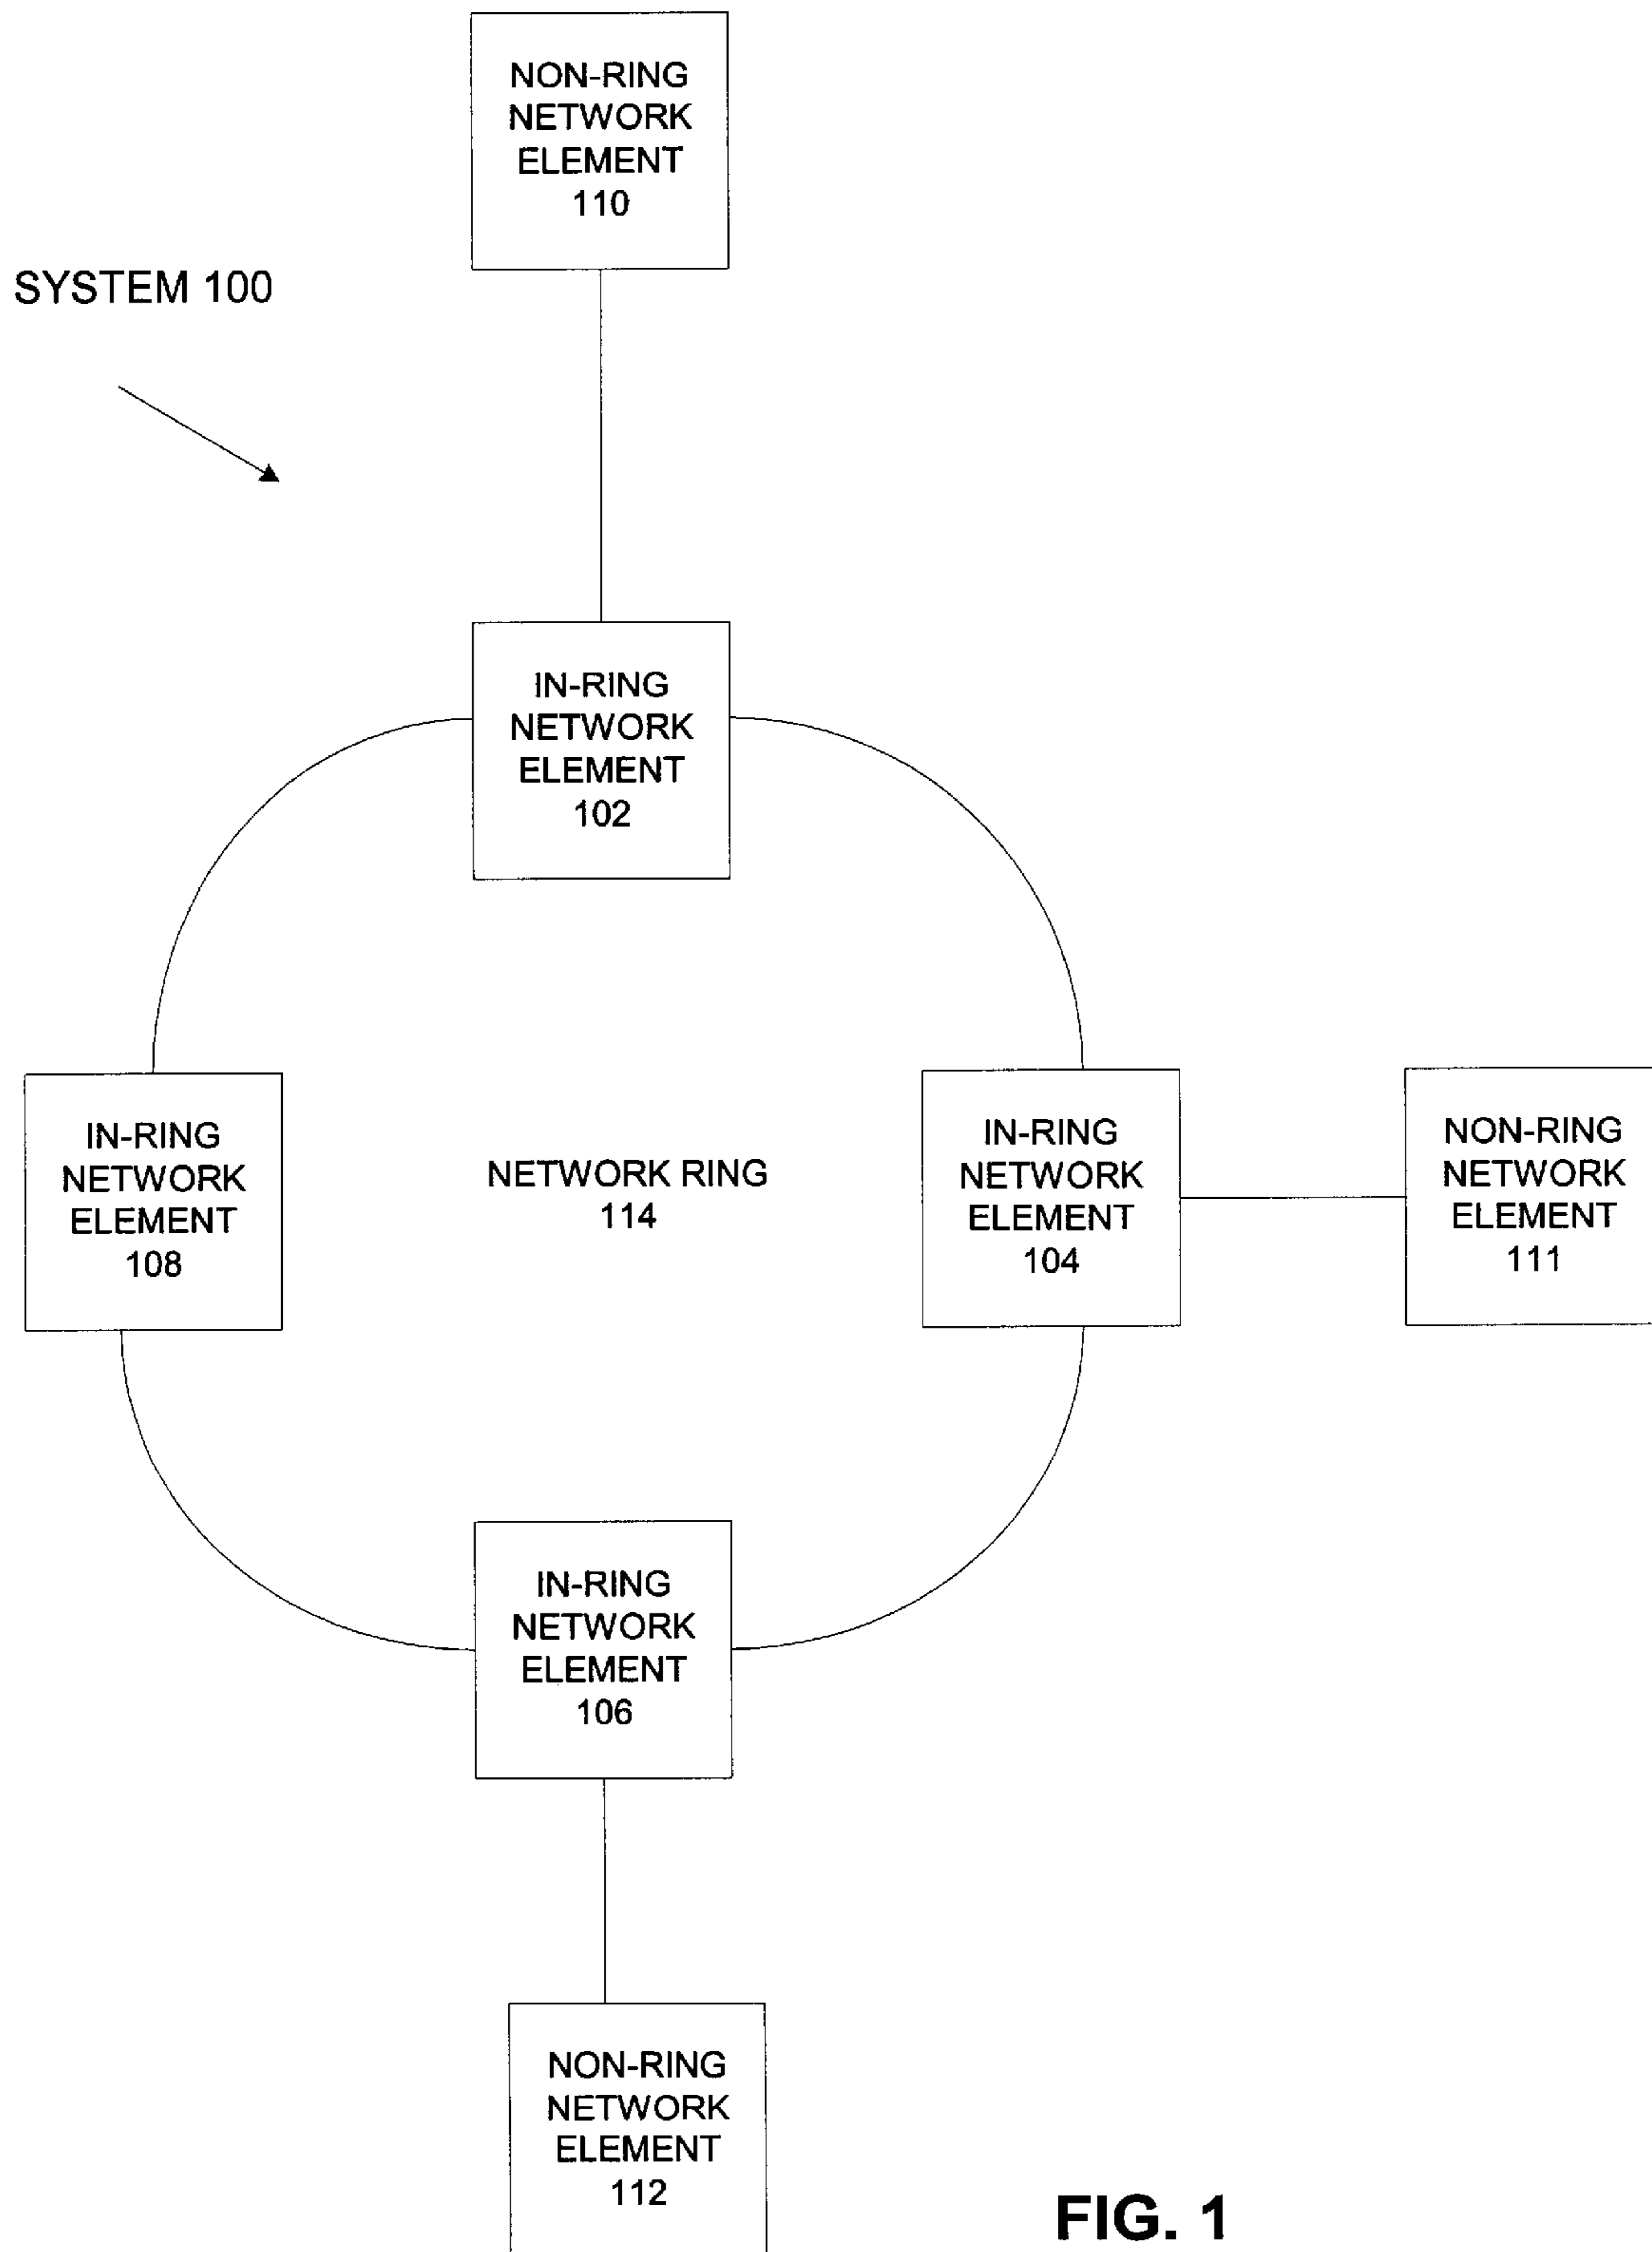 NON-RING
NETWORK
ELEMENT
110
SYSTEM 100
IN-RING
NETWORK
ELEMENT
102
IN-RING
NETWORK
ELEMENT
108
NETWORK RING
114
IN-RING
NETWORK
ELEMENT
104
NON-RING
NETWORK
ELEMENT
111
IN-RING
NETWORK
ELEMENT
106
NON-RING
NETWORK
ELEMENT
112
FIG. 1